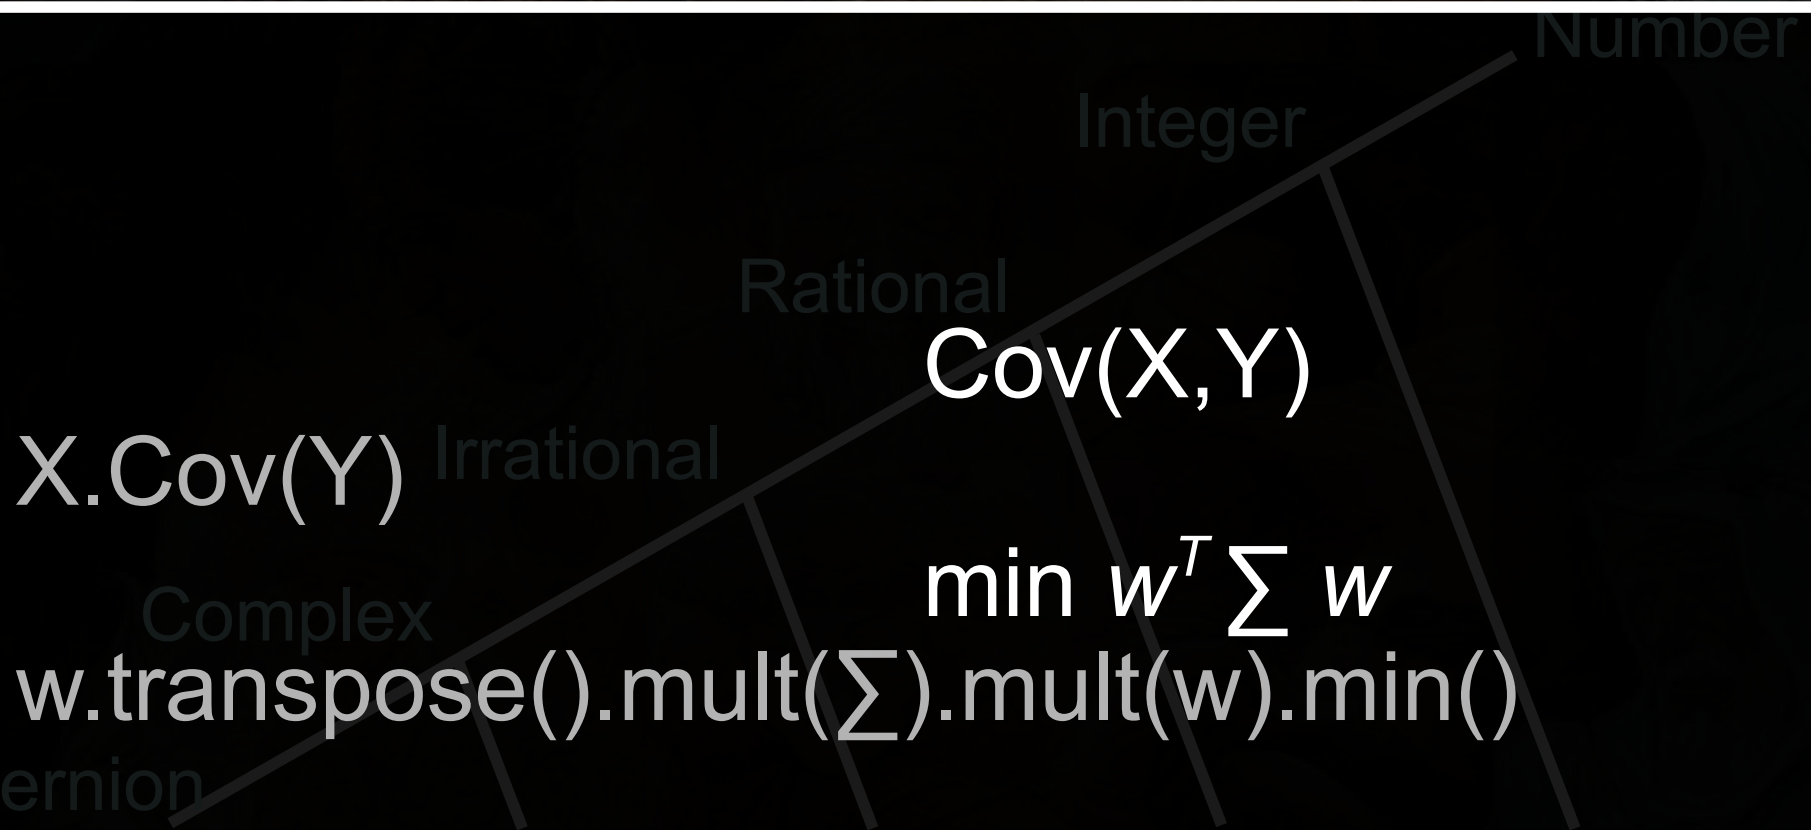 Number
Integer
Rational
Cov(X,Y)
X.Cov(Y)
Irrational
min wᵀ∑ w
Complex
w.transpose().mult(∑).mult(w).min()
ernion